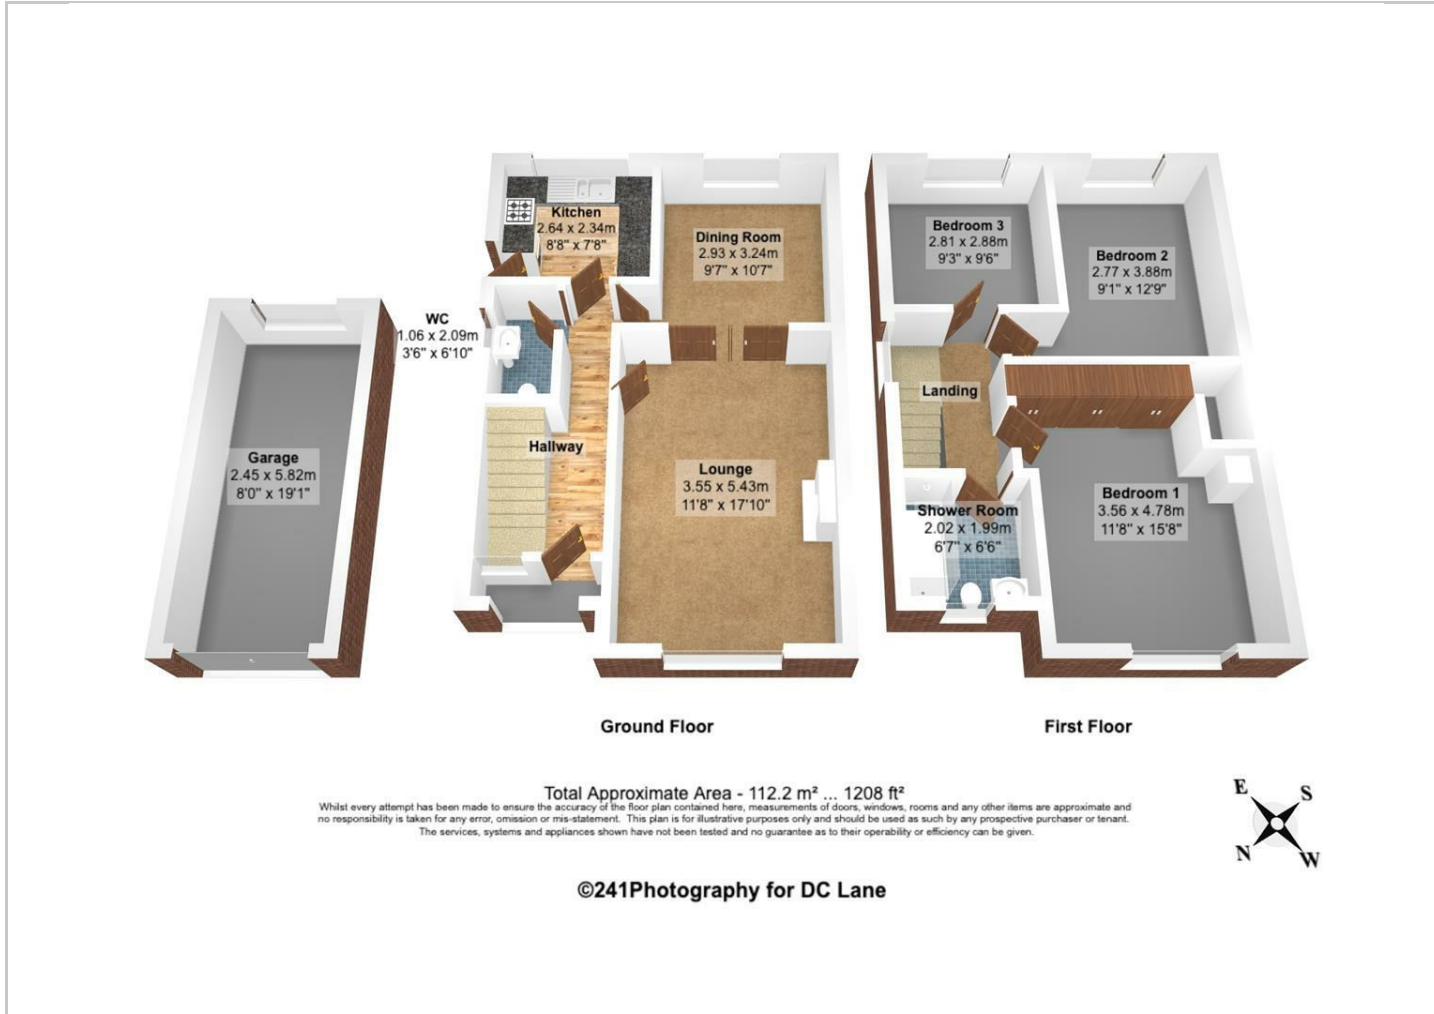 Kitchen
2.64 x 2.34m
8'8" x 7'8"
Dining Room
2.93 x 3.24m
9'7" x 10'7"
Bedroom 3
2.81 x 2.88m
9'3" x 9'6"
Bedroom 2
2.77 x 3.88m
9'1" x 12'9"
WC
1.06 x 2.09m
3'6" x 6'10"
Landing
Garage
2.45 x 5.82m
8'0" x 19'1"
Hallway
Lounge
3.55 x 5.43m
11'8" x 17'10"
Shower Room
2.02 x 1.99m
6'7" x 6'6"
Bedroom 1
3.56 x 4.78m
11'8" x 15'8"
Ground Floor
First Floor
Total Approximate Area - 112.2 m² ... 1208 ft²
Whilst every attempt has been made to ensure the accuracy of the floor plan contained here, measurements of doors, windows, rooms and any other items are approximate and
no responsibility is taken for any error, omission or mis-statement. This plan is for illustrative purposes only and should be used as such by any prospective purchaser or tenant.
The services, systems and appliances shown have not been tested and no guarantee as to their operability or efficiency can be given.
E
S
N
W
©241Photography for DC Lane